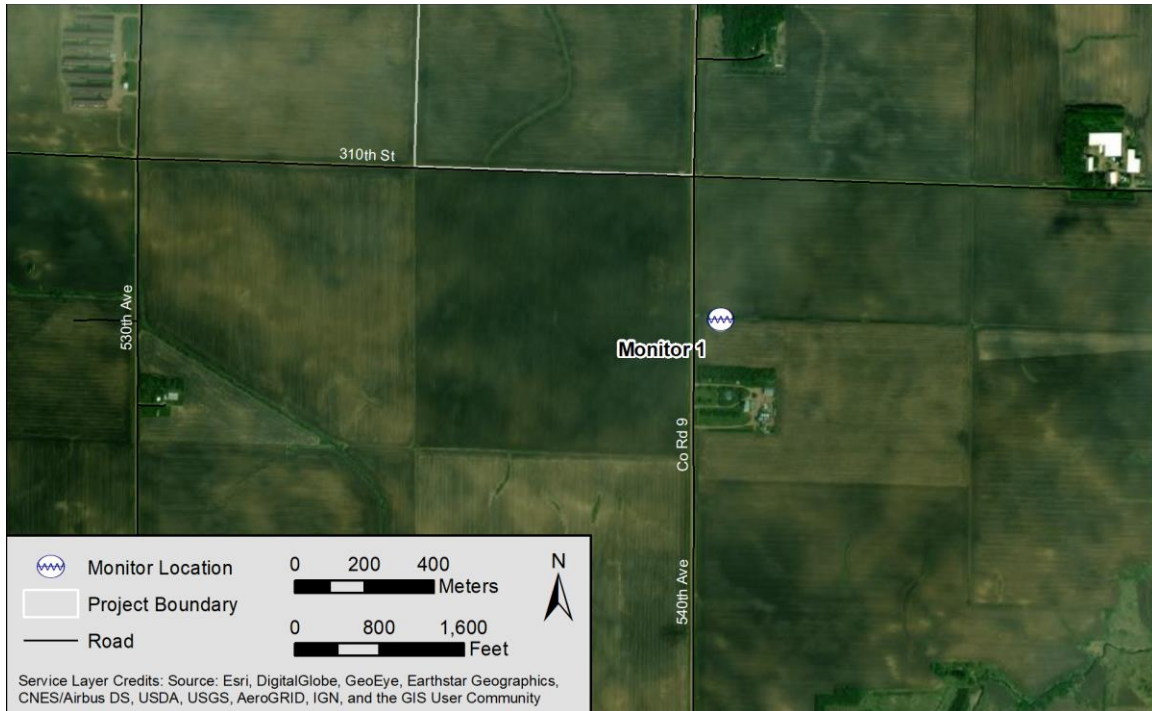 310th St
530th Ave
Monitor 1
Co Rd 9
540th Ave
Monitor Location
Project Boundary
Road
0 200 400
Meters
0 800 1,600
Feet
N
Service Layer Credits: Source: Esri, DigitalGlobe, GeoEye, Earthstar Geographics,
CNES/Airbus DS, USDA, USGS, AeroGRID, IGN, and the GIS User Community